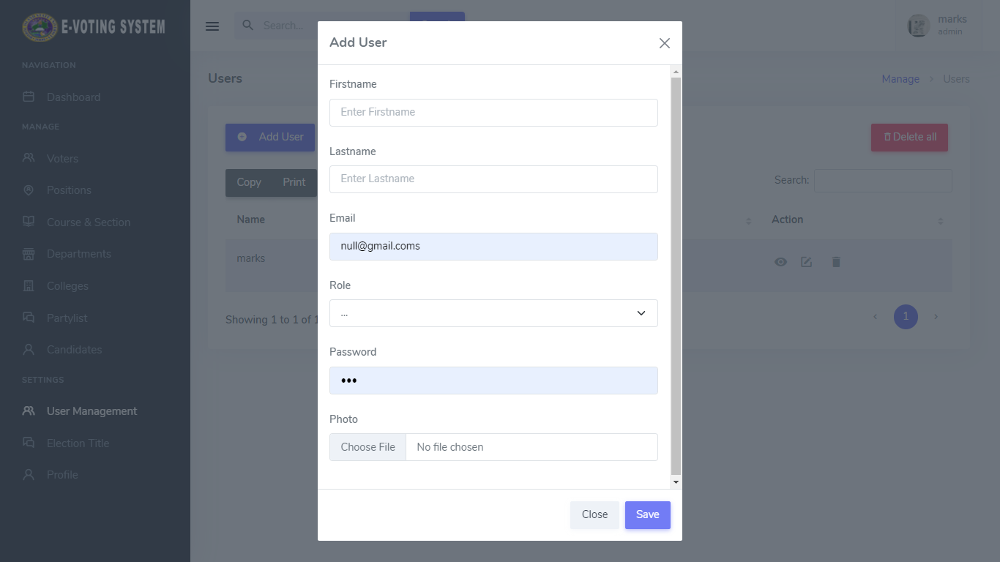 E-VOTING SYSTEM
NAVIGATION
Dashboard
MANAGE
Voters
Positions
Course & Section
Departments
Colleges
Partylist
Candidates
SETTINGS
User Management
Election Title
Profile
Search...
marks
admin
Users
Manage > Users
Add User
Delete all
Copy Print
Search:
Name
Action
marks
Showing 1 to 1 of 1
‹ 1 ›
Add User
Firstname
Enter Firstname
Lastname
Enter Lastname
Email
null@gmail.coms
Role
...
Password
•••
Photo
Choose File No file chosen
Close Save